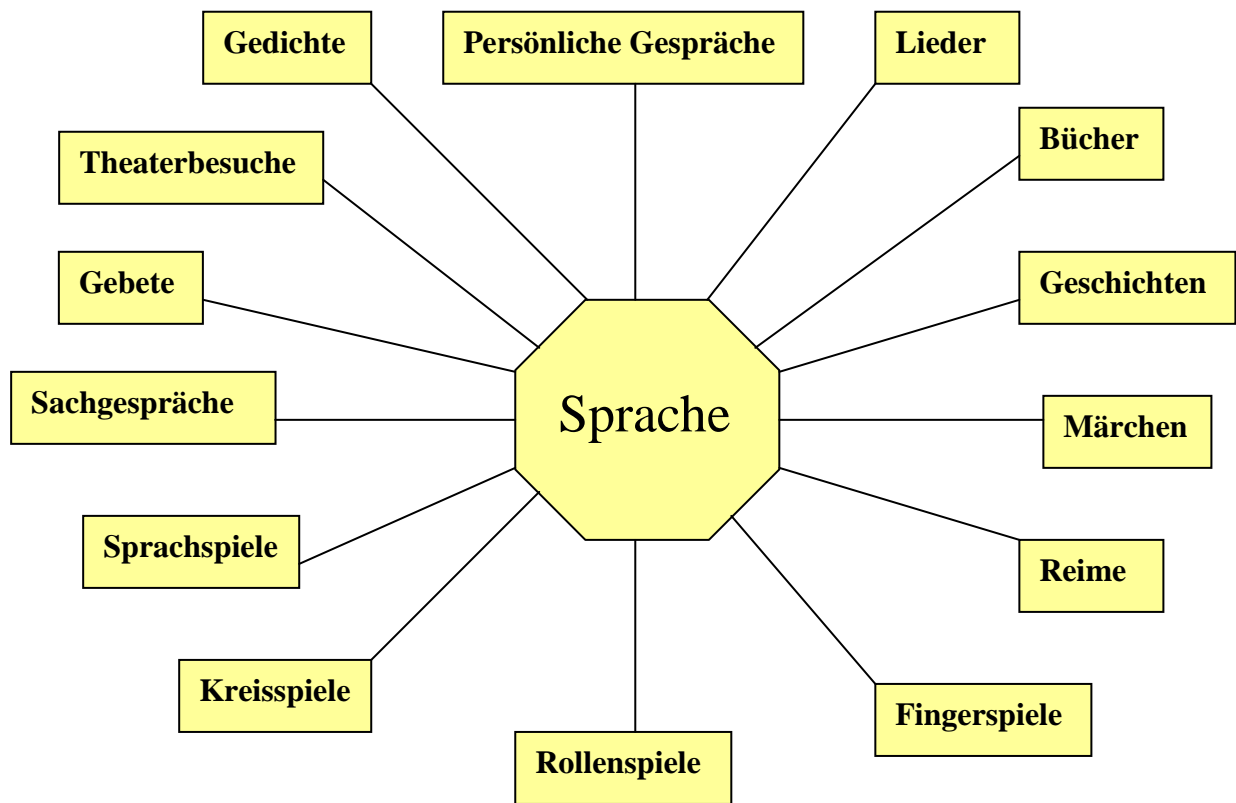 Gedichte
Persönliche Gespräche
Lieder
Bücher
Theaterbesuche
Gebete
Geschichten
Sachgespräche
Sprache
Märchen
Sprachspiele
Reime
Kreisspiele
Fingerspiele
Rollenspiele